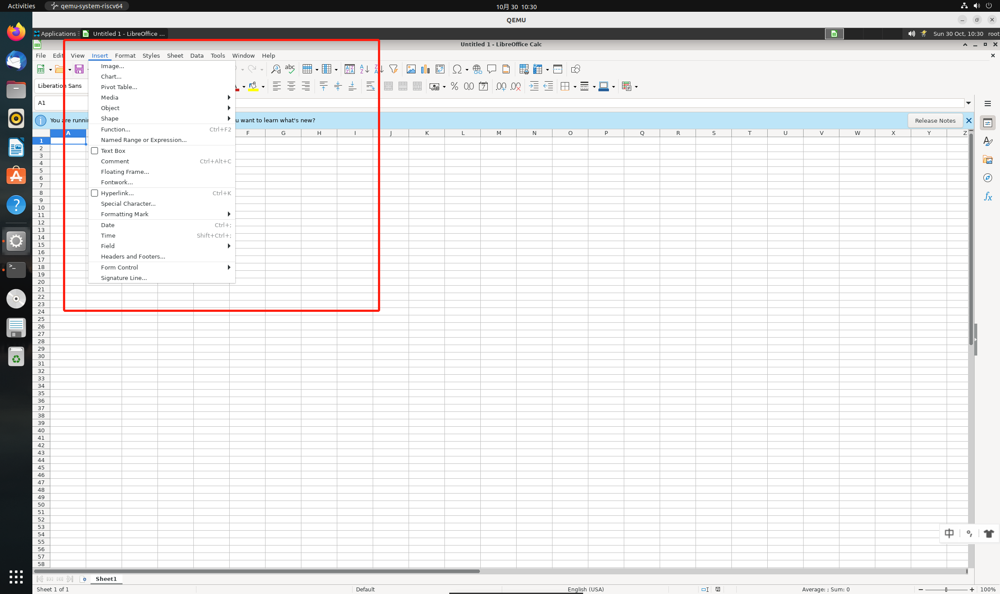 Activities qemu-system-riscv64 10月 30 10:30
QEMU
Applications Untitled 1 - LibreOffice ... Sun 30 Oct, 10:30 root
Untitled 1 - LibreOffice Calc
File Edit View Insert Format Styles Sheet Data Tools Window Help
Image...
Chart...
Pivot Table...
Media
Object
Shape
Function... Ctrl+F2
Named Range or Expression...
Text Box
Comment Ctrl+Alt+C
Floating Frame...
Fontwork...
Hyperlink... Ctrl+K
Special Character...
Formatting Mark
Date Ctrl+;
Time Shift+Ctrl+;
Field
Headers and Footers...
Form Control
Signature Line...
Liberation Sans
A1
You are runni
u want to learn what's new? Release Notes
A F G H I J K L M N O P Q R S T U V W X Y Z
1
2
3
4
5
6
7
8
9
10
11
12
13
14
15
16
17
18
19
20
21
22
23
24
25
26
27
28
29
30
31
32
33
34
35
36
37
38
39
40
41
42
43
44
45
46
47
48
49
50
51
52
53
54
55
56
57
58
中
Sheet1
Sheet 1 of 1 Default English (USA) Average: ; Sum: 0 100%